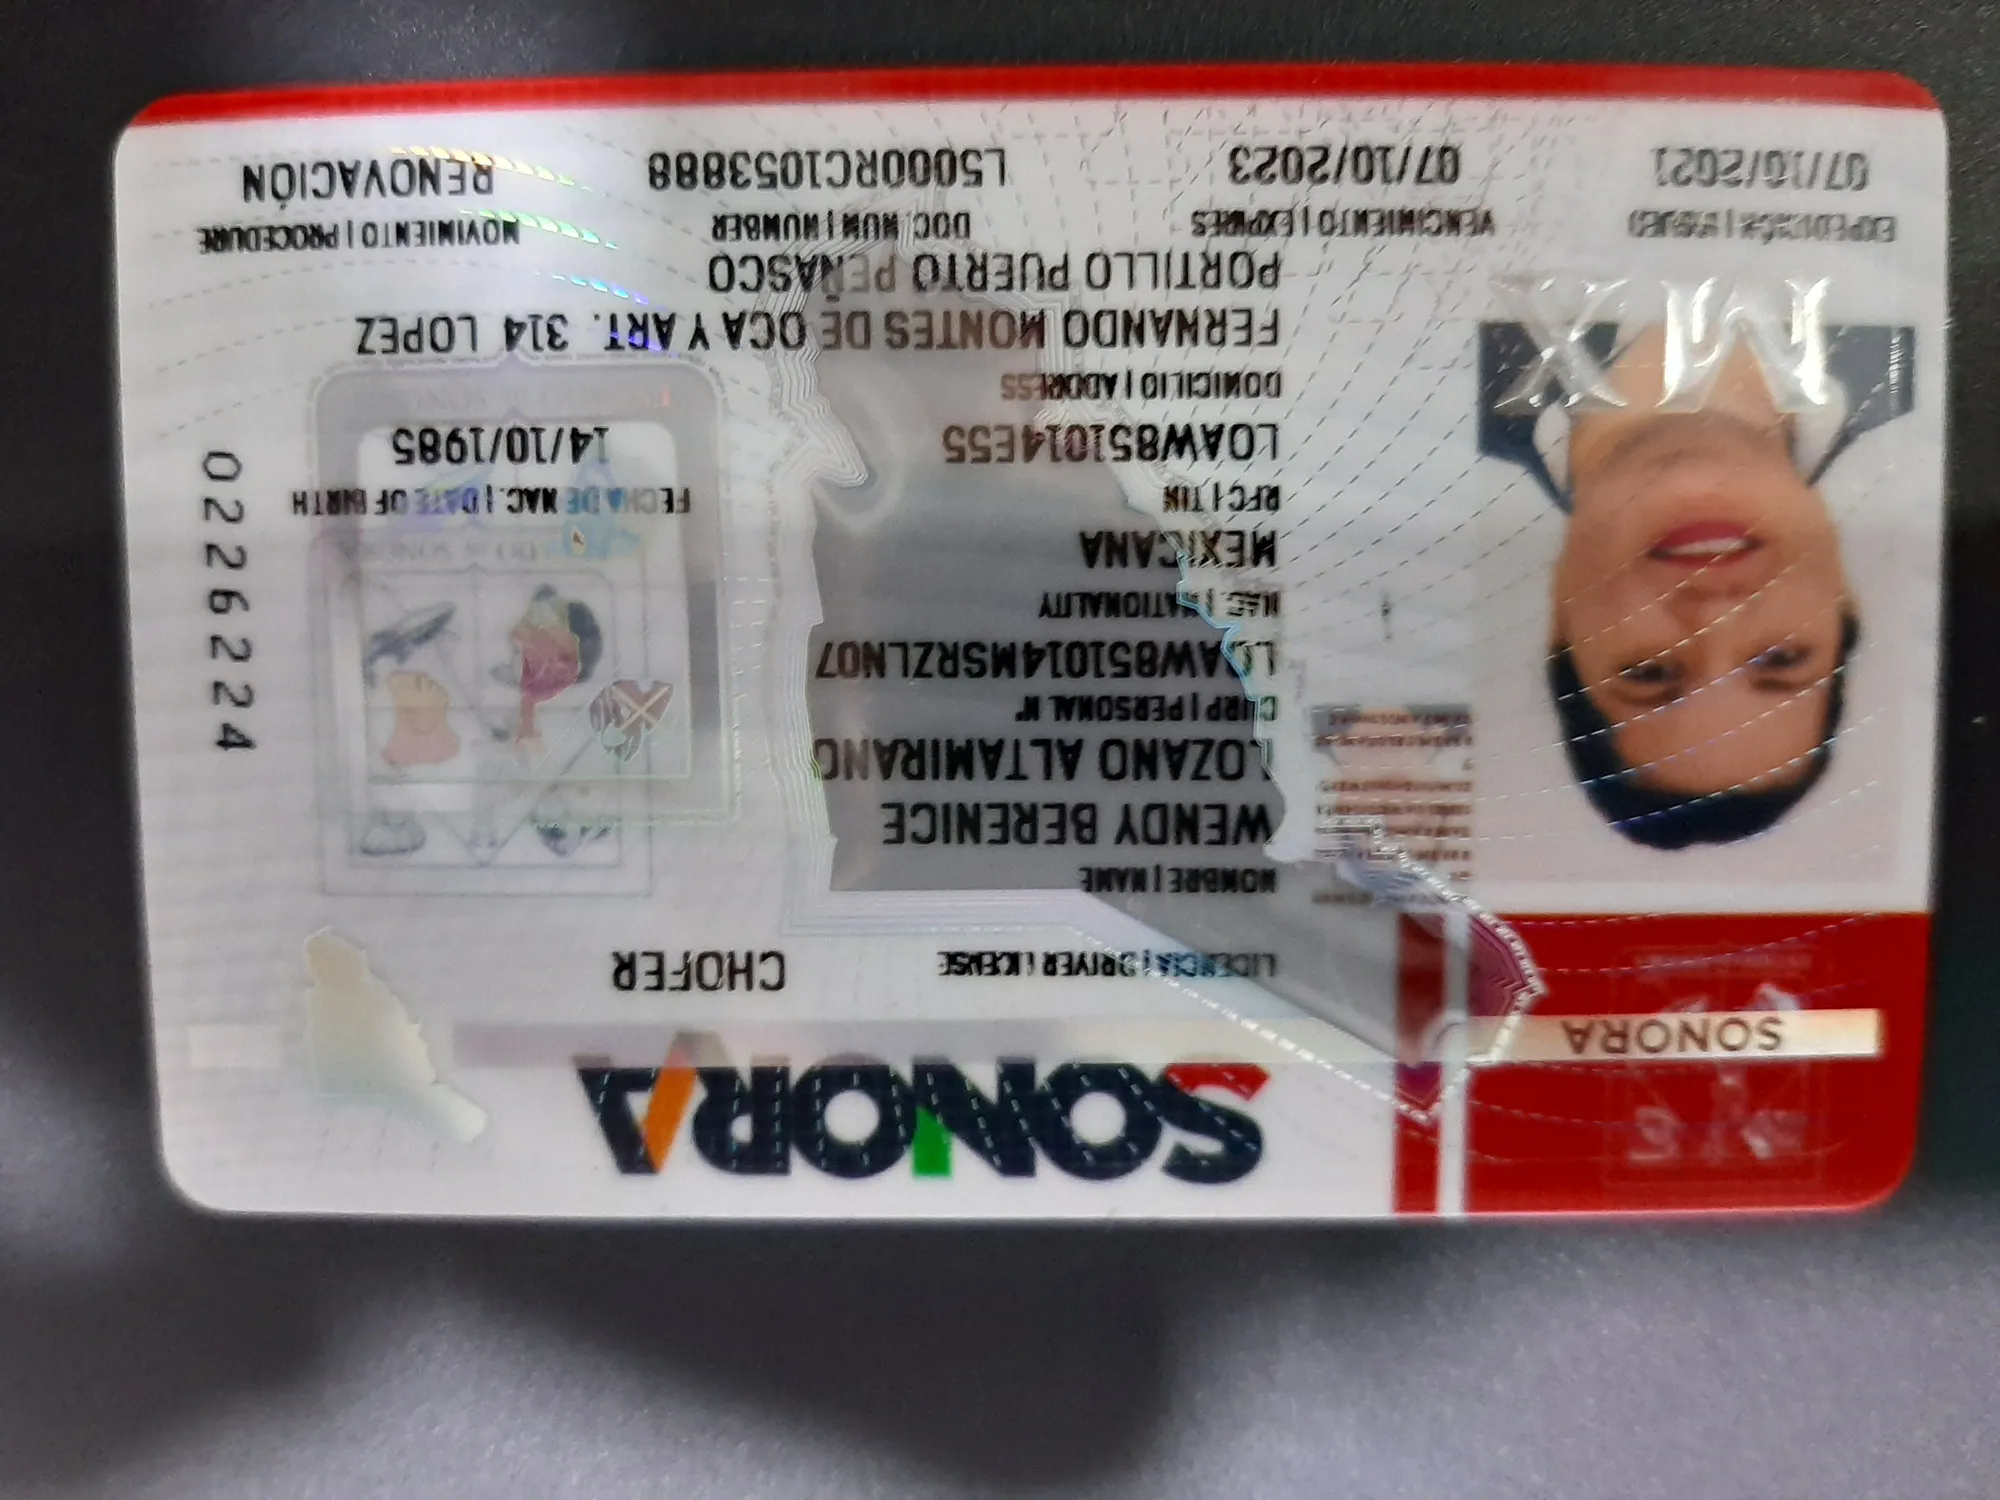 SONORA
SONORA
LICENCIA | DRIVER LICENSE
CHOFER
NOMBRE | NAME
WENDY BERENICE
LOZANO ALTAMIRANO
CURP | PERSONAL Nº
LOAW851014MSRZLN07
NAC. | NATIONALITY
MEXICANA
RFC | TIN
LOAW851014E55
FECHA DE NAC. | DATE OF BIRTH
14/10/1985
DOMICILIO | ADDRESS
FERNANDO MONTES DE OCA Y ART. 314 LOPEZ
PORTILLO PUERTO PEÑASCO
MX
EXPEDICIÓN | ISSUED
07/10/2021
VENCIMIENTO | EXPIRES
07/10/2023
DOC. NUM | NUMBER
L5000RC1053888
MOVIMIENTO | PROCEDURE
RENOVACIÓN
0226224